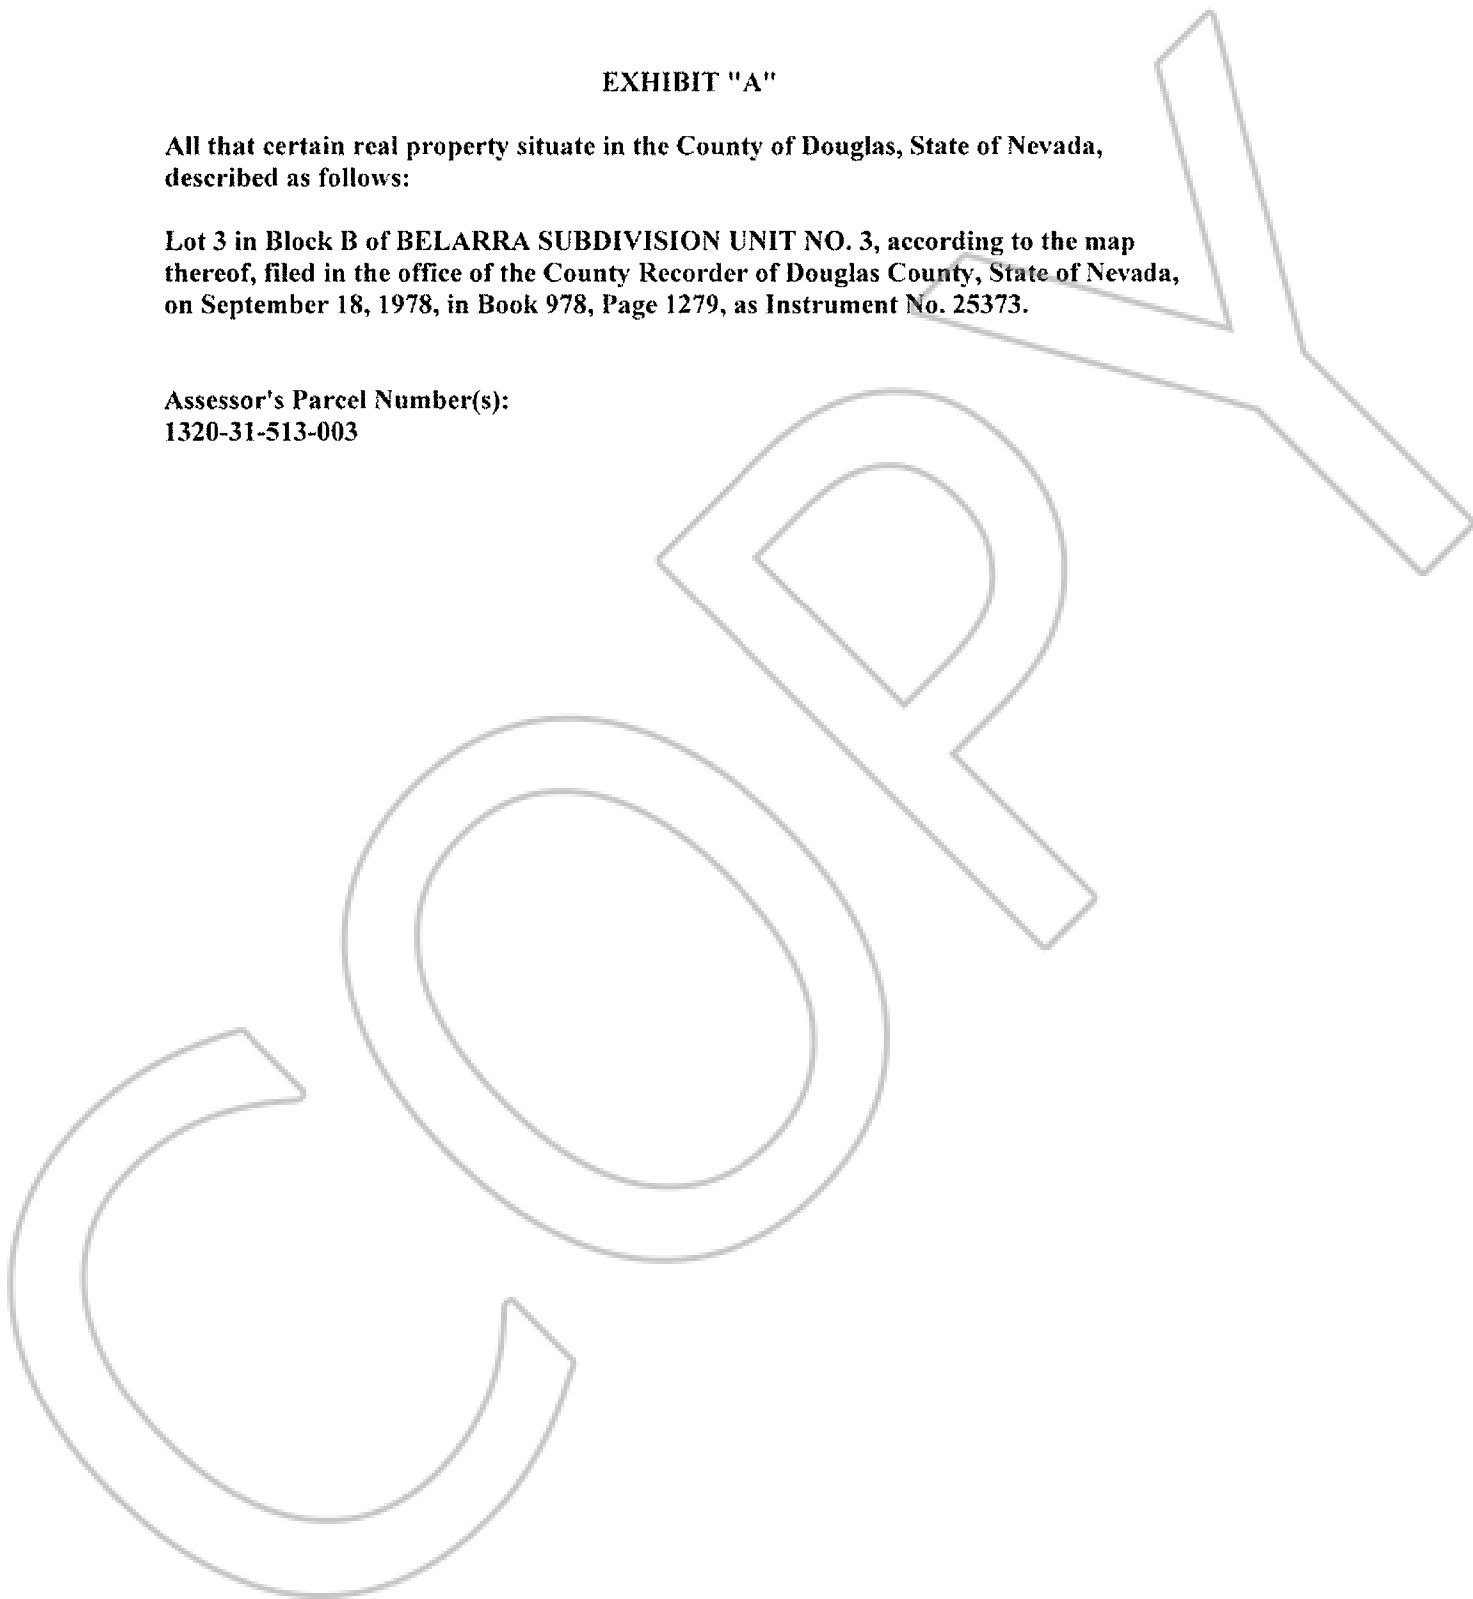 EXHIBIT "A"
All that certain real property situate in the County of Douglas, State of Nevada,
described as follows:
Lot 3 in Block B of BELARRA SUBDIVISION UNIT NO. 3, according to the map
thereof, filed in the office of the County Recorder of Douglas County, State of Nevada,
on September 18, 1978, in Book 978, Page 1279, as Instrument No. 25373.
Assessor's Parcel Number(s):
1320-31-513-003
COPY